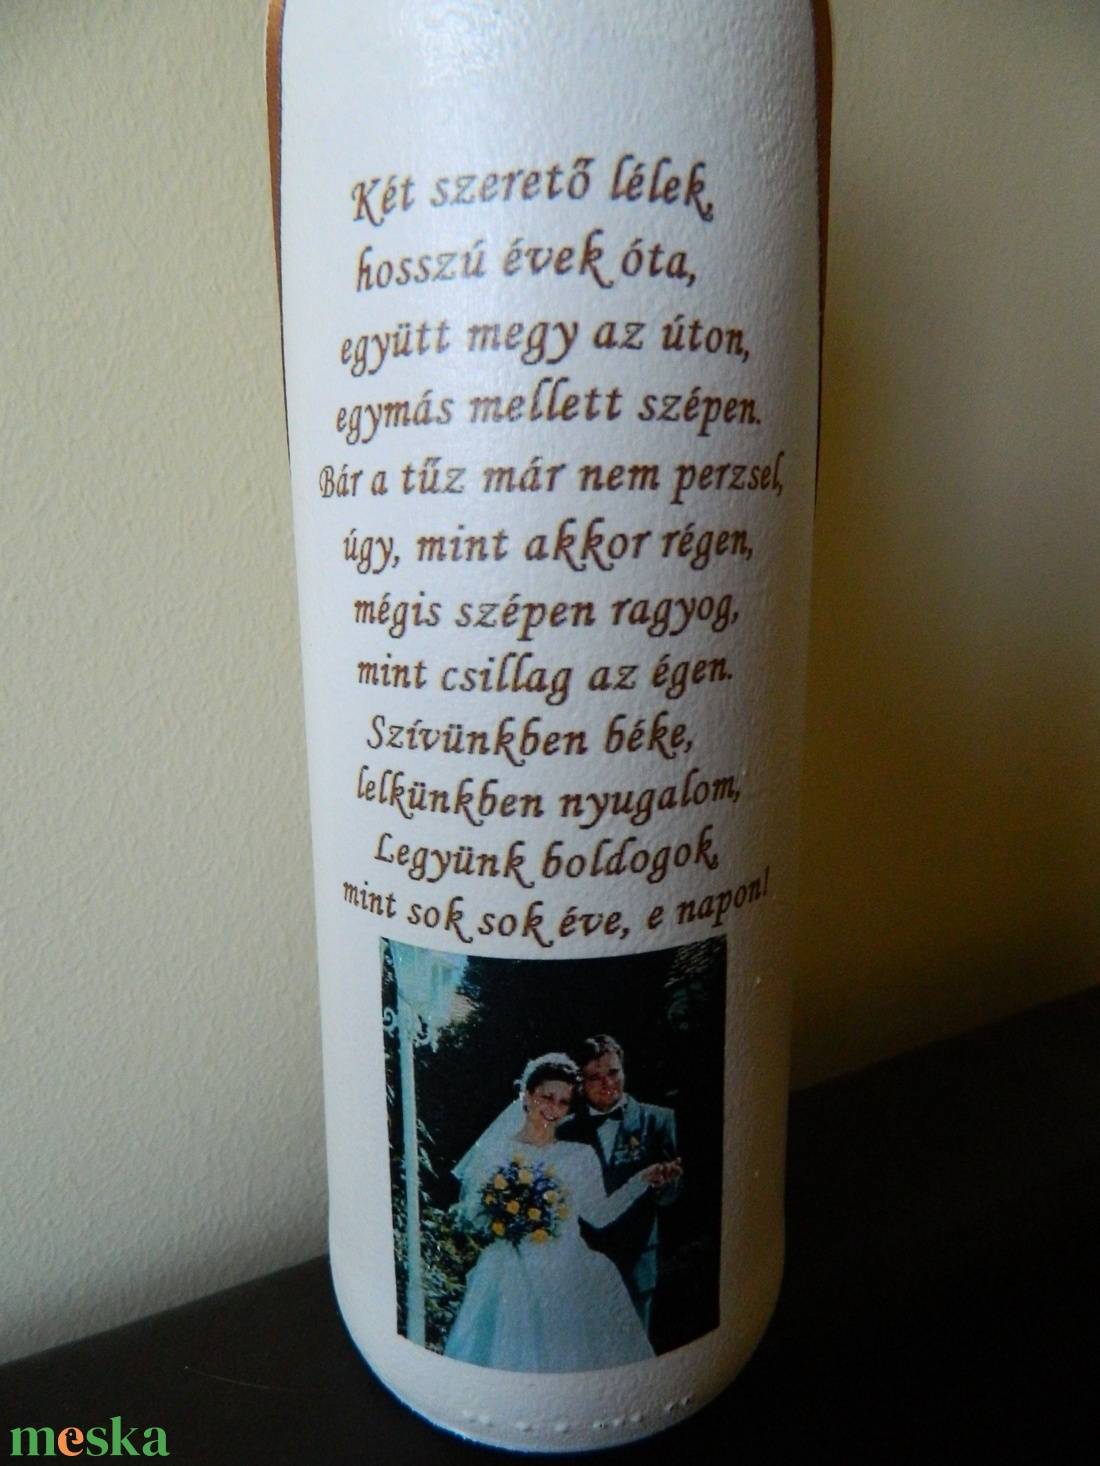 Két szerető lélek,
hosszú évek óta,
együtt megy az úton,
egymás mellett szépen.
Bár a tűz már nem perzsel,
úgy, mint akkor régen,
mégis szépen ragyog,
mint csillag az égen.
Szívünkben béke,
lelkünkben nyugalom,
Legyünk boldogok,
mint sok sok éve, e napon!
meska